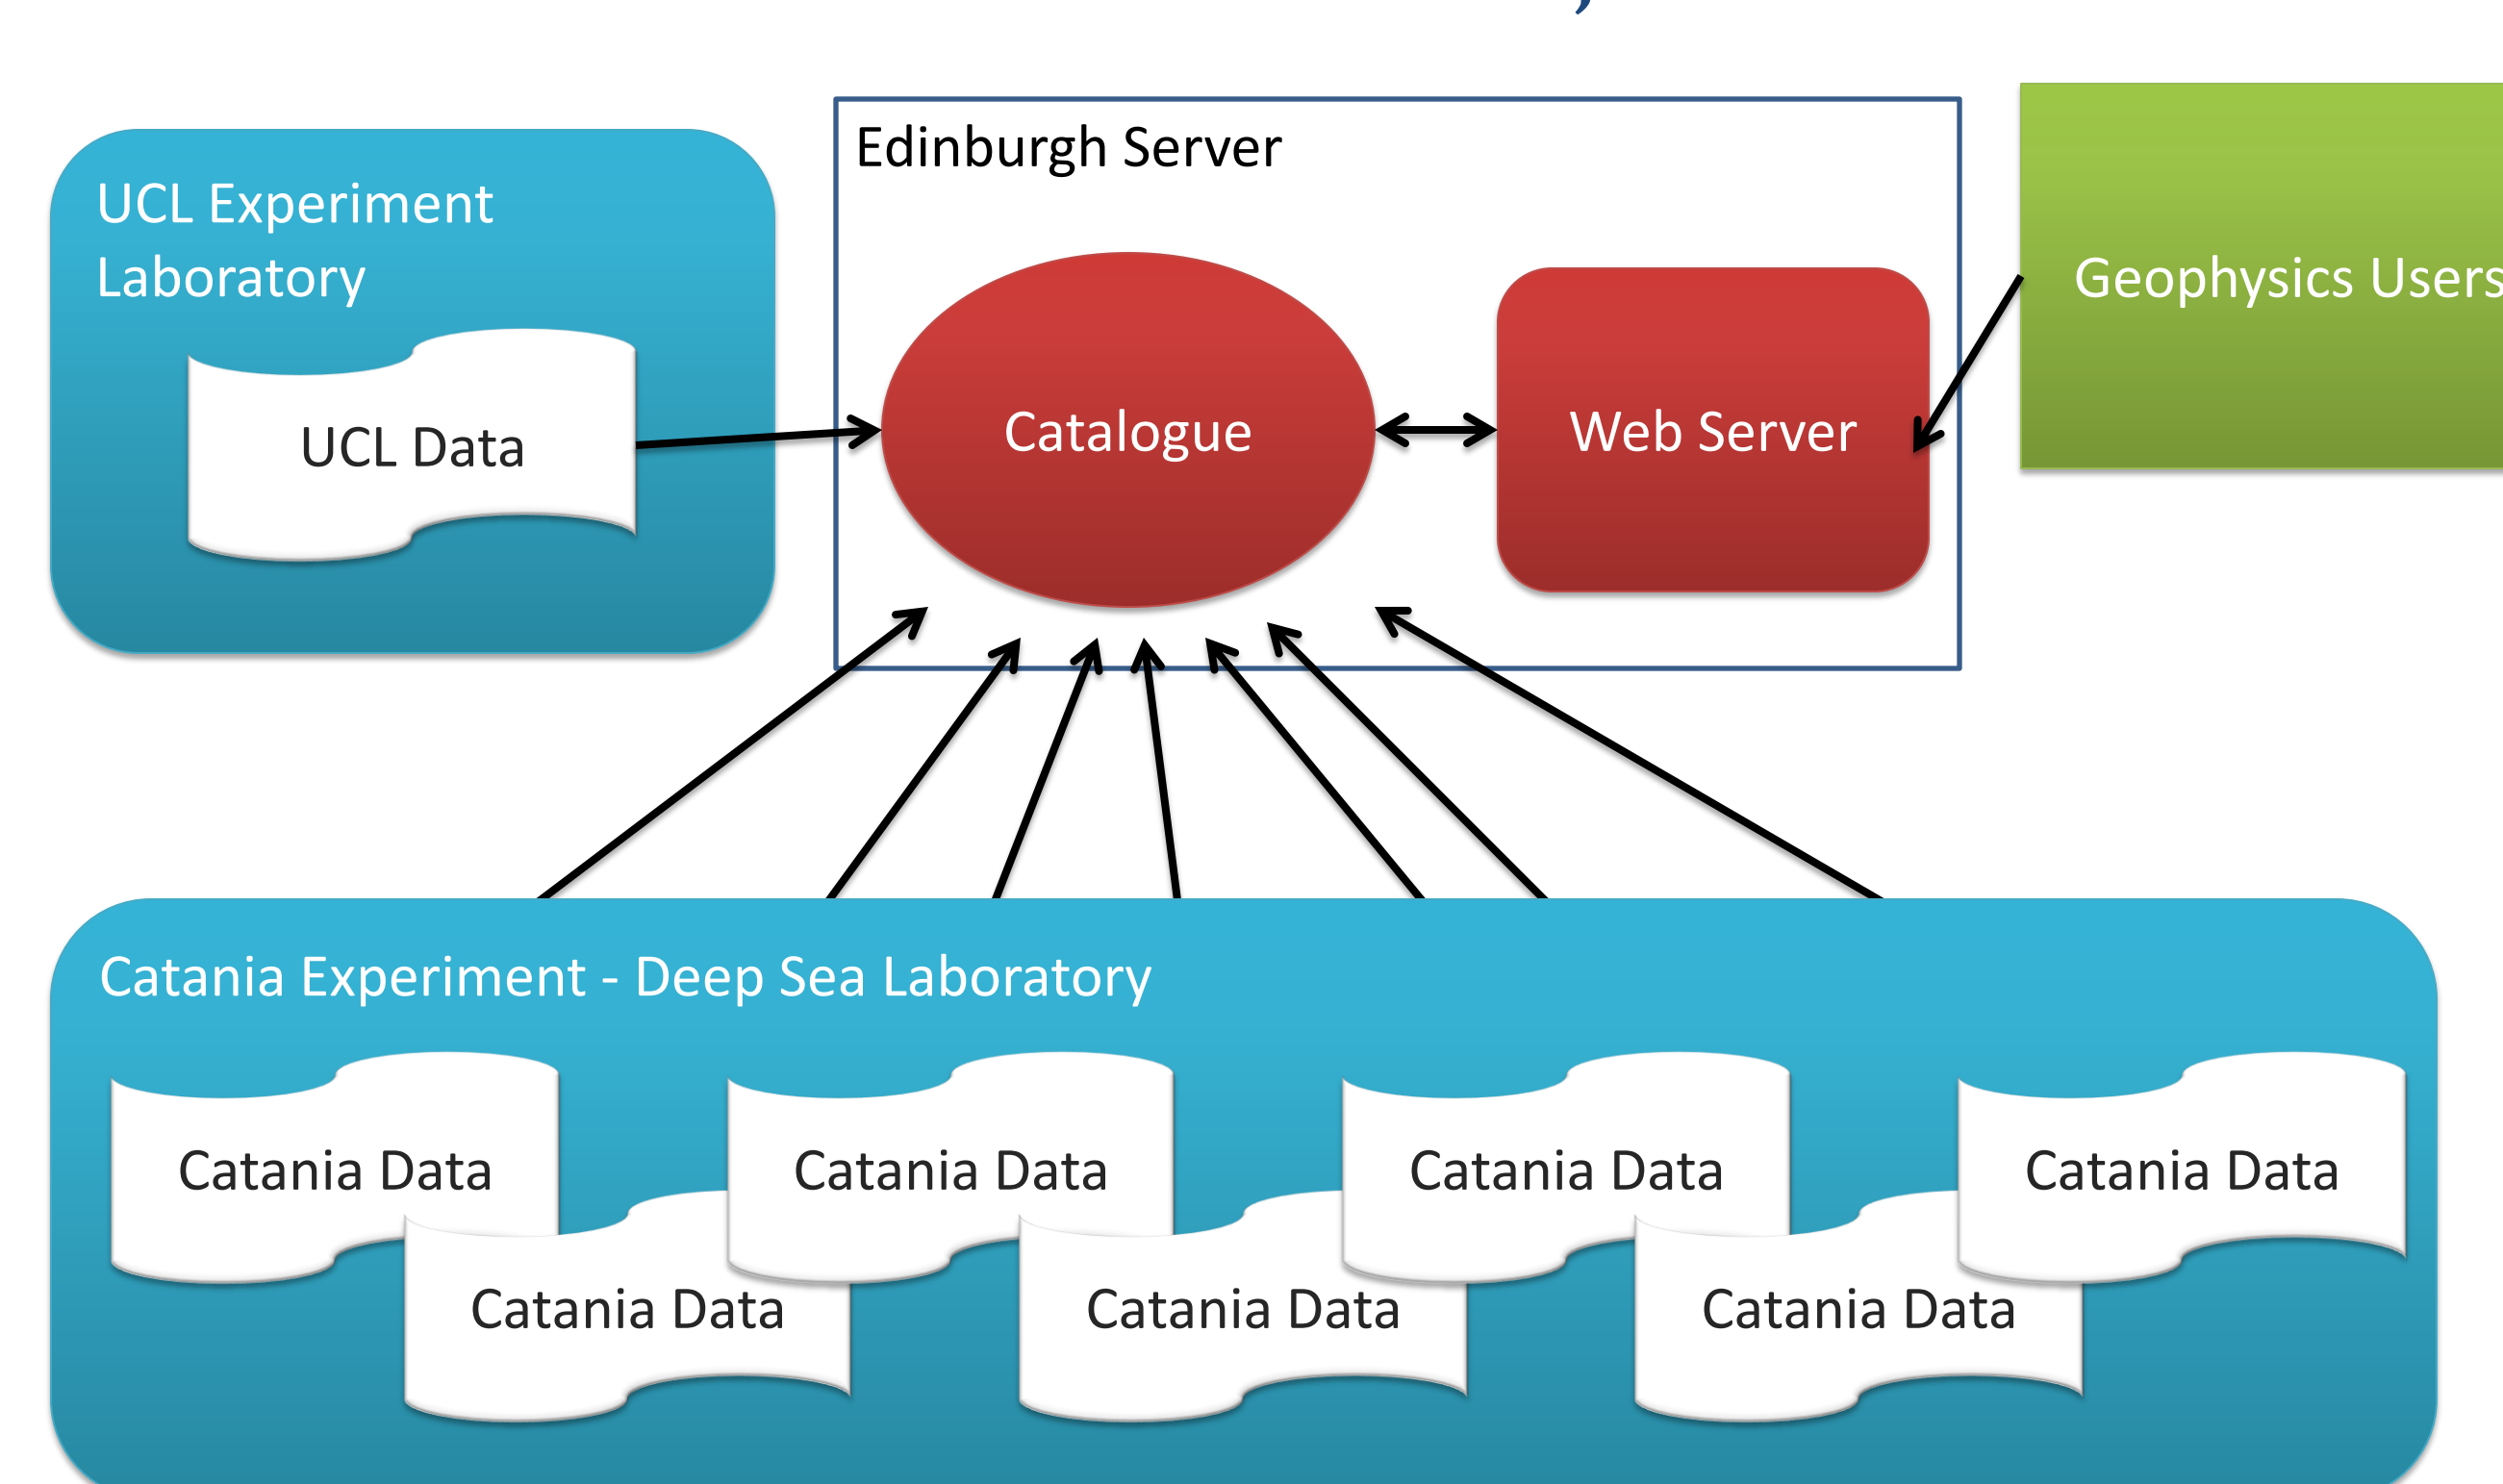 Edinburgh Server
UCL Experiment
Laboratory
UCL Data
Catalogue
Web Server
Geophysics Users
Catania Experiment - Deep Sea Laboratory
Catania Data
Catania Data
Catania Data
Catania Data
Catania Data
Catania Data
Catania Data